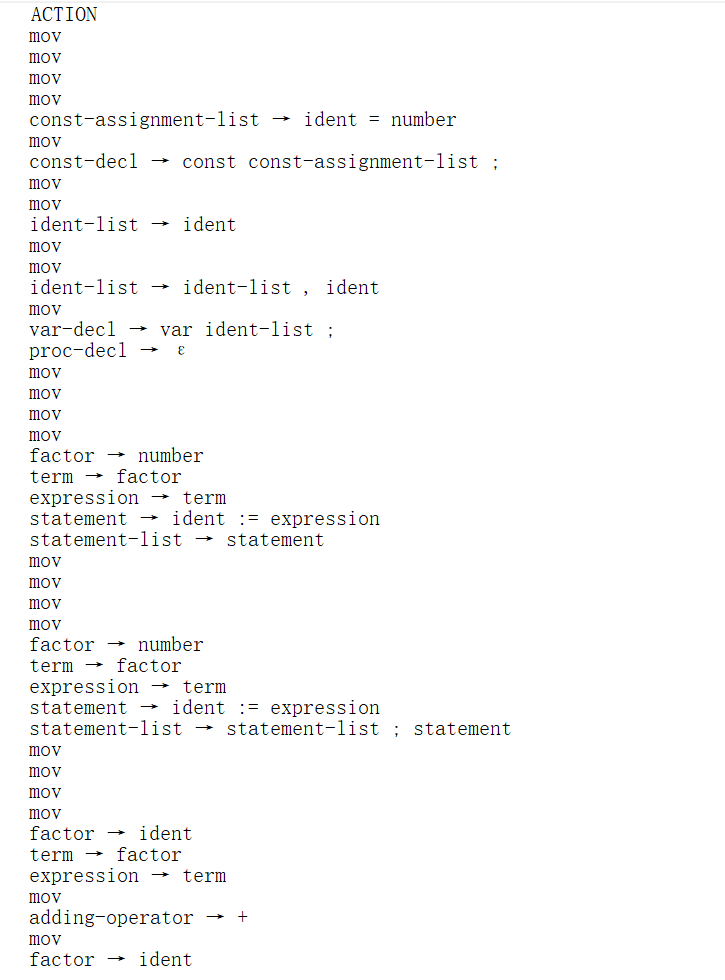 ACTION
mov
mov
mov
mov
const-assignment-list → ident = number
mov
const-decl → const const-assignment-list ;
mov
mov
ident-list → ident
mov
mov
ident-list → ident-list , ident
mov
var-decl → var ident-list ;
proc-decl → ε
mov
mov
mov
mov
factor → number
term → factor
expression → term
statement → ident := expression
statement-list → statement
mov
mov
mov
mov
factor → number
term → factor
expression → term
statement → ident := expression
statement-list → statement-list ; statement
mov
mov
mov
mov
factor → ident
term → factor
expression → term
mov
adding-operator → +
mov
factor → ident